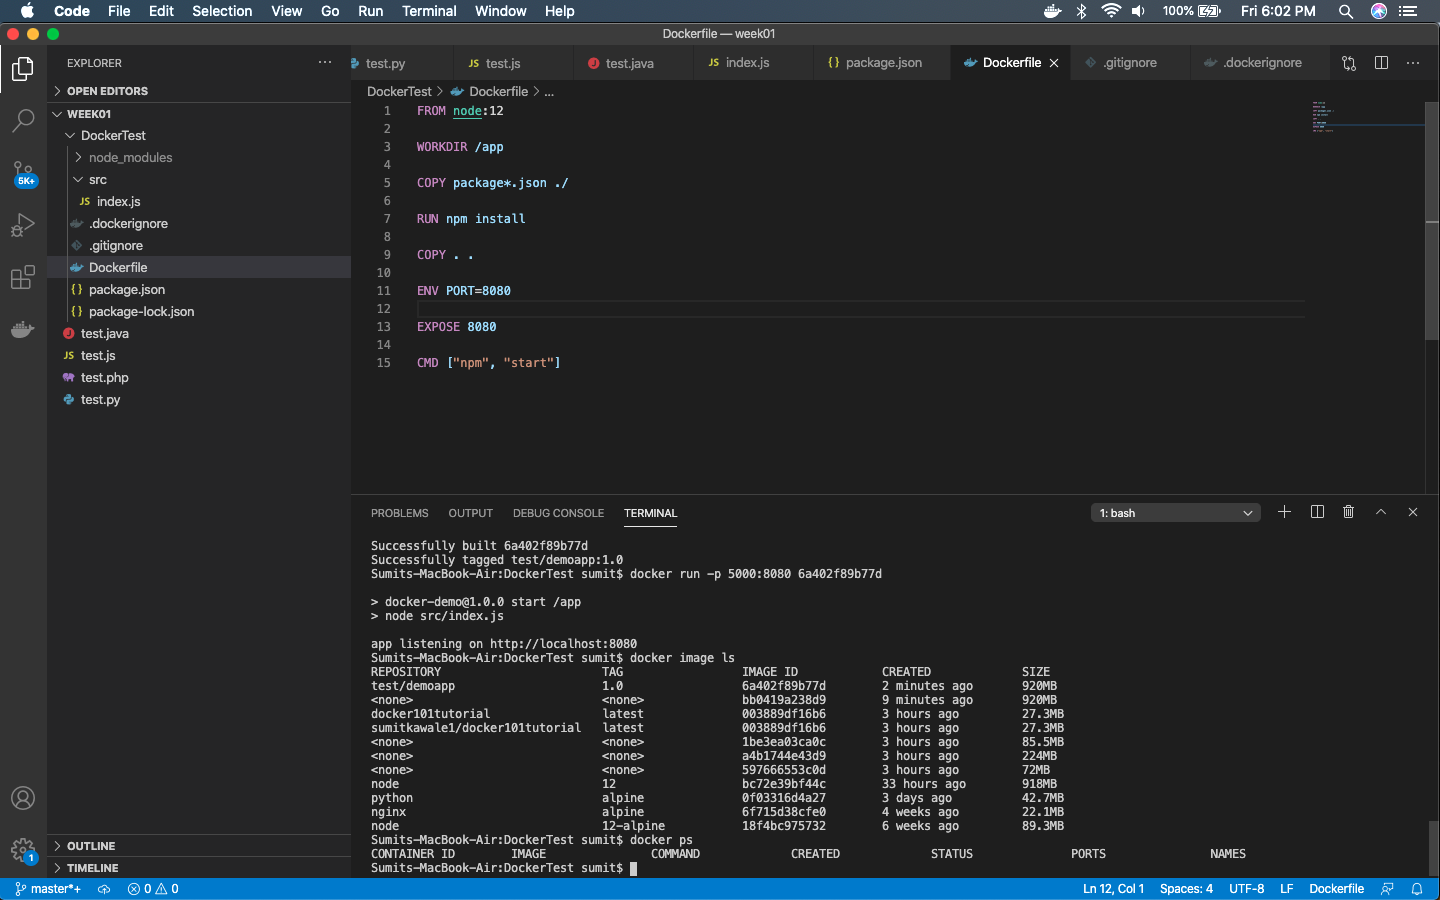 Code File Edit Selection View Go Run Terminal Window Help 100% Fri 6:02 PM
Dockerfile — week01
EXPLORER ...
test.py JS test.js J test.java JS index.js {} package.json Dockerfile × .gitignore .dockerignore ...
OPEN EDITORS
DockerTest > Dockerfile > ...
WEEK01
DockerTest
node_modules
src
JS index.js
.dockerignore
.gitignore
Dockerfile
{} package.json
{} package-lock.json
J test.java
JS test.js
test.php
test.py
5K+
1
OUTLINE
TIMELINE
1 FROM node:12
2
3 WORKDIR /app
4
5 COPY package*.json ./
6
7 RUN npm install
8
9 COPY . .
10
11 ENV PORT=8080
12
13 EXPOSE 8080
14
15 CMD ["npm", "start"]
PROBLEMS OUTPUT DEBUG CONSOLE TERMINAL 1: bash
Successfully built 6a402f89b77d
Successfully tagged test/demoapp:1.0
Sumits-MacBook-Air:DockerTest sumit$ docker run -p 5000:8080 6a402f89b77d
> docker-demo@1.0.0 start /app
> node src/index.js
app listening on http://localhost:8080
Sumits-MacBook-Air:DockerTest sumit$ docker image ls
REPOSITORY TAG IMAGE ID CREATED SIZE
test/demoapp 1.0 6a402f89b77d 2 minutes ago 920MB
<none> <none> bb0419a238d9 9 minutes ago 920MB
docker101tutorial latest 003889df16b6 3 hours ago 27.3MB
sumitkawale1/docker101tutorial latest 003889df16b6 3 hours ago 27.3MB
<none> <none> 1be3ea03ca0c 3 hours ago 85.5MB
<none> <none> a4b1744e43d9 3 hours ago 224MB
<none> <none> 597666553c0d 3 hours ago 72MB
node 12 bc72e39bf44c 33 hours ago 918MB
python alpine 0f03316d4a27 3 days ago 42.7MB
nginx alpine 6f715d38cfe0 4 weeks ago 22.1MB
node 12-alpine 18f4bc975732 6 weeks ago 89.3MB
Sumits-MacBook-Air:DockerTest sumit$ docker ps
CONTAINER ID IMAGE COMMAND CREATED STATUS PORTS NAMES
Sumits-MacBook-Air:DockerTest sumit$
master*+ 0 0 Ln 12, Col 1 Spaces: 4 UTF-8 LF Dockerfile